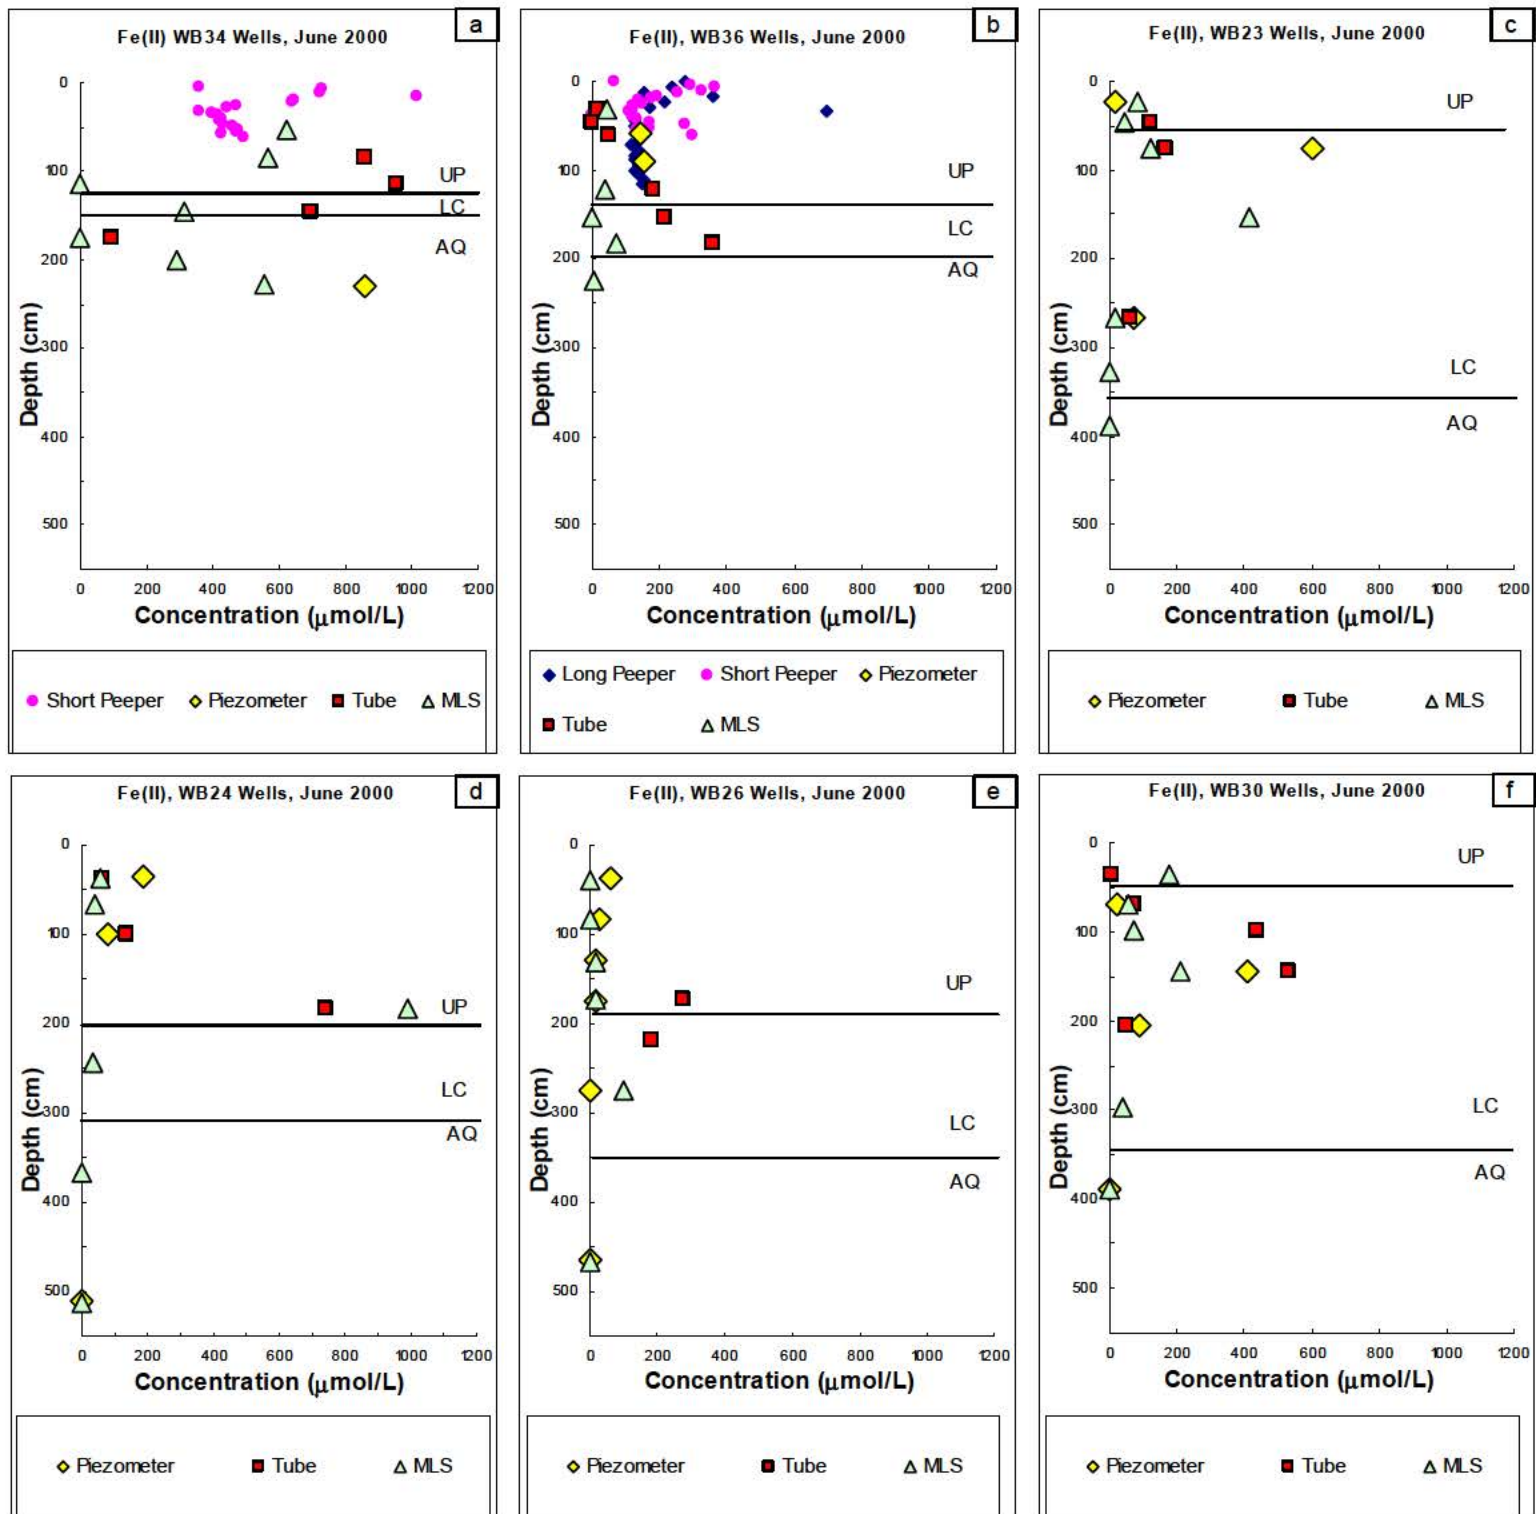 Fe(II) WB34 Wells, June 2000
a
0
100
200
300
400
500
UP
LC
AQ
Depth (cm)
0 200 400 600 800 1000 1200
Concentration (μmol/L)
Short Peeper Piezometer Tube MLS
Fe(II), WB36 Wells, June 2000
b
0
100
200
300
400
500
UP
LC
AQ
Depth (cm)
0 200 400 600 800 1000 1200
Concentration (μmol/L)
Long Peeper Short Peeper Piezometer
Tube MLS
Fe(II), WB23 Wells, June 2000
c
0
100
200
300
400
500
UP
LC
AQ
Depth (cm)
0 200 400 600 800 1000 1200
Concentration (μmol/L)
Piezometer Tube MLS
Fe(II), WB24 Wells, June 2000
d
0
100
200
300
400
500
UP
LC
AQ
Depth (cm)
0 200 400 600 800 1000 1200
Concentration (μmol/L)
Piezometer Tube MLS
Fe(II), WB26 Wells, June 2000
e
0
100
200
300
400
500
UP
LC
AQ
Depth (cm)
0 200 400 600 800 1000 1200
Concentration (μmol/L)
Piezometer Tube MLS
Fe(II), WB30 Wells, June 2000
f
0
100
200
300
400
500
UP
LC
AQ
Depth (cm)
0 200 400 600 800 1000 1200
Concentration (μmol/L)
Piezometer Tube MLS